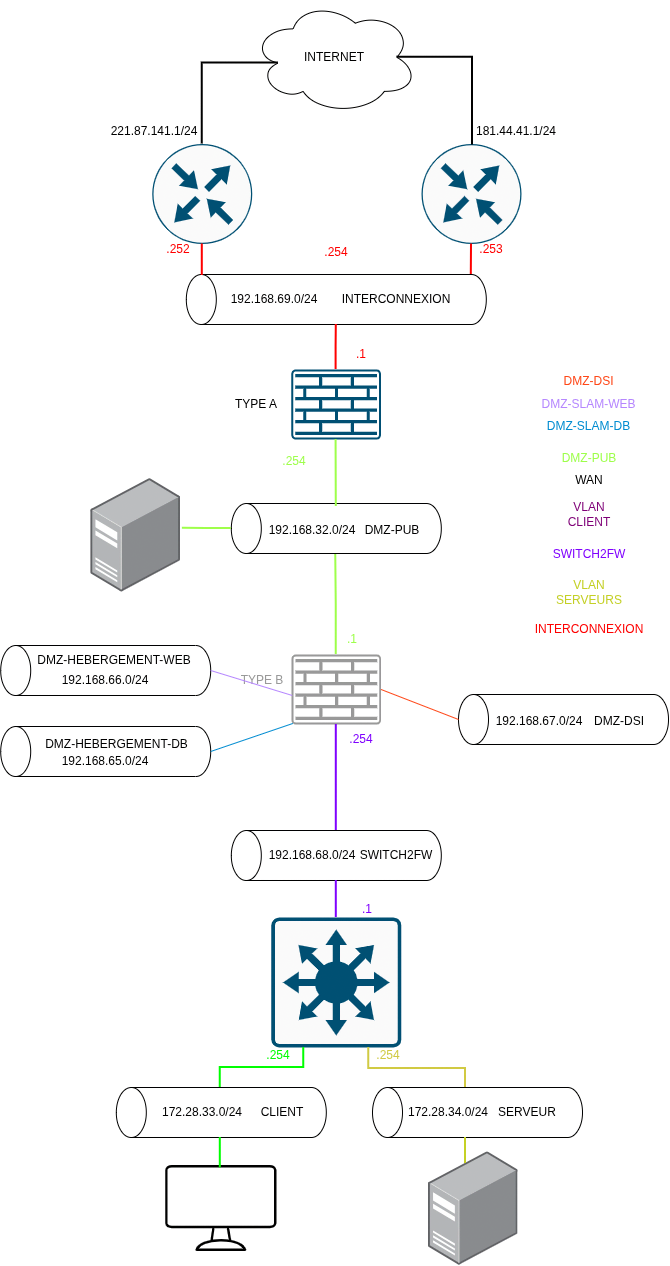 INTERNET
221.87.141.1/24
181.44.41.1/24
.252
.254
.253
192.168.69.0/24 INTERCONNEXION
.1
TYPE A
.254
192.168.32.0/24 DMZ-PUB
.1
DMZ-HEBERGEMENT-WEB
192.168.66.0/24
TYPE B
DMZ-HEBERGEMENT-DB
192.168.65.0/24
192.168.67.0/24 DMZ-DSI
.254
192.168.68.0/24 SWITCH2FW
.1
.254
.254
172.28.33.0/24 CLIENT
172.28.34.0/24 SERVEUR
DMZ-DSI
DMZ-SLAM-WEB
DMZ-SLAM-DB
DMZ-PUB
WAN
VLAN
CLIENT
SWITCH2FW
VLAN
SERVEURS
INTERCONNEXION